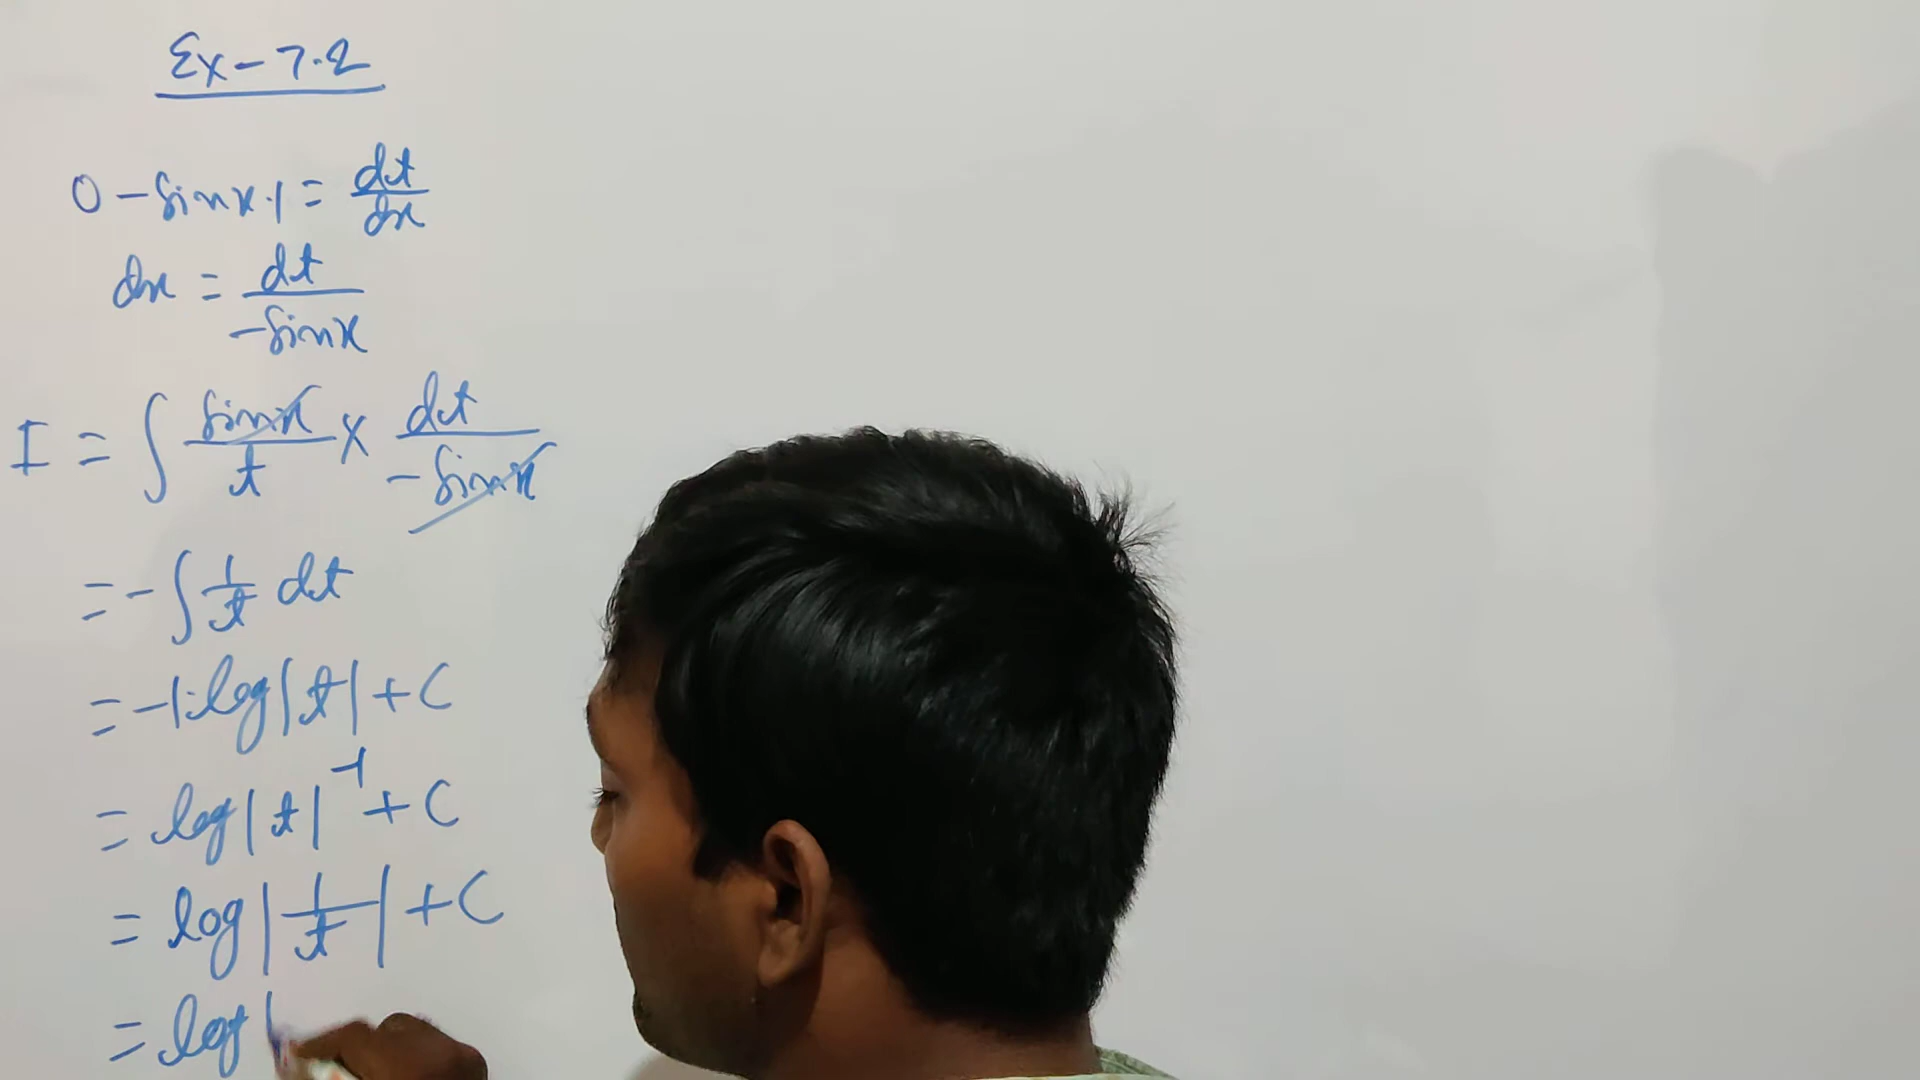 Ex-7.2
0 - sinx.1 = dt/dx
dx = dt/-sinx
I = ∫ sinx/t × dt/-sinx
= - ∫ 1/t dt
= -1.log|t| + C
= log|t|⁻¹ + C
= log|1/t| + C
= log|